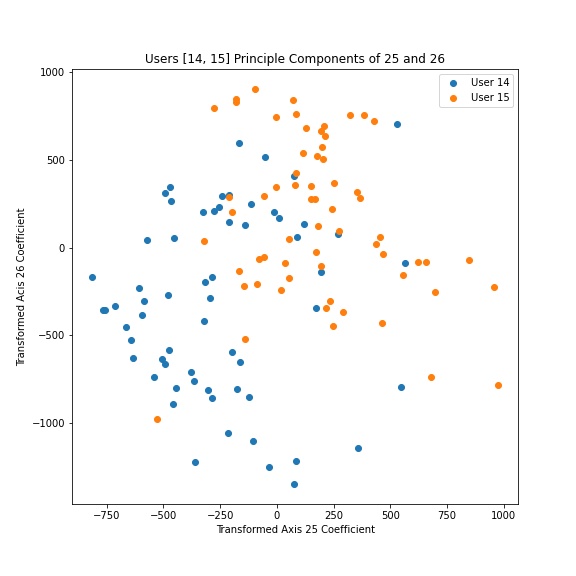 Users [14, 15] Principle Components of 25 and 26
User 14
User 15
Transformed Acis 26 Coefficient
1000
500
0
−500
−1000
−750
−500
−250
0
250
500
750
1000
Transformed Axis 25 Coefficient